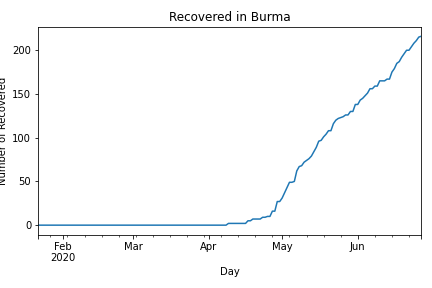 Recovered in Burma
Number of Recovered
200
150
100
50
0
Feb
2020
Mar
Apr
May
Jun
Day